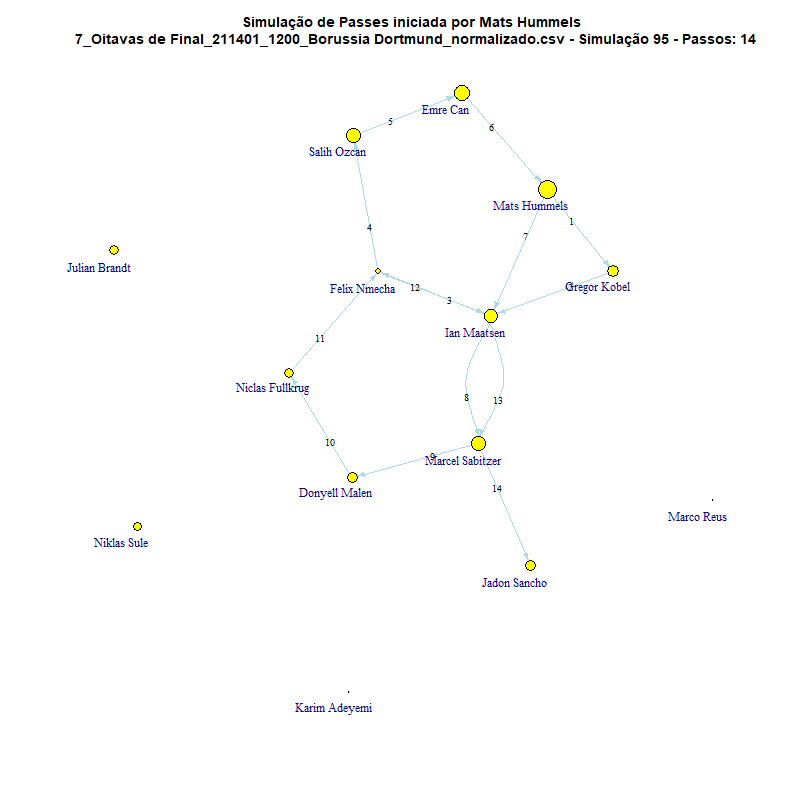 Simulação de Passes iniciada por Mats Hummels
7_Oitavas de Final_211401_1200_Borussia Dortmund_normalizado.csv - Simulação 95 - Passos: 14
Emre Can
5
6
Salih Ozcan
Mats Hummels
1
4
7
Julian Brandt
Felix Nmecha
12
3
Gregor Kobel
Ian Maatsen
11
Niclas Fullkrug
8
13
10
9
Marcel Sabitzer
14
Donyell Malen
Marco Reus
Niklas Sule
Jadon Sancho
Karim Adeyemi